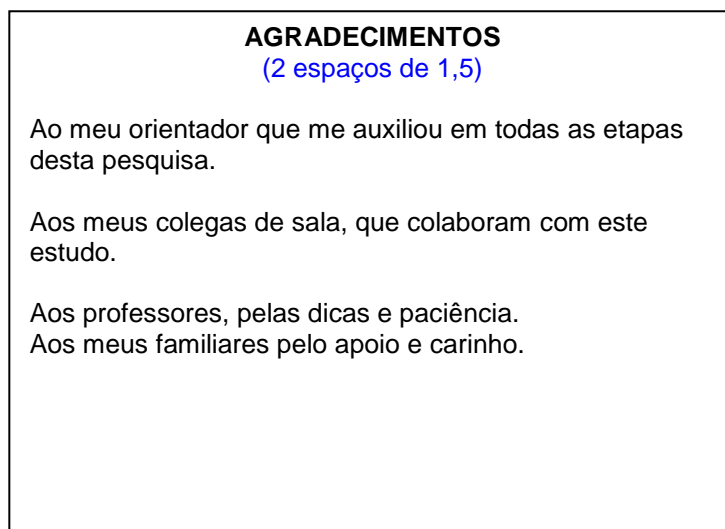 AGRADECIMENTOS
(2 espaços de 1,5)
Ao meu orientador que me auxiliou em todas as etapas
desta pesquisa.
Aos meus colegas de sala, que colaboram com este
estudo.
Aos professores, pelas dicas e paciência.
Aos meus familiares pelo apoio e carinho.